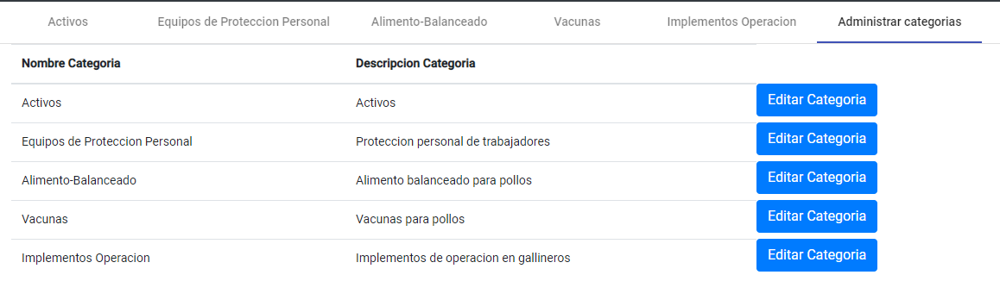 Activos Equipos de Proteccion Personal Alimento-Balanceado Vacunas Implementos Operacion Administrar categorias
Nombre Categoria Descripcion Categoria
Activos Activos Editar Categoria
Equipos de Proteccion Personal Proteccion personal de trabajadores Editar Categoria
Alimento-Balanceado Alimento balanceado para pollos Editar Categoria
Vacunas Vacunas para pollos Editar Categoria
Implementos Operacion Implementos de operacion en gallineros Editar Categoria